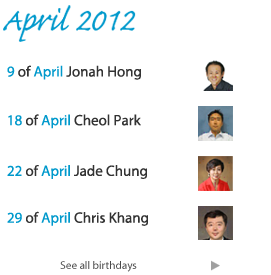 April 2012
9 of April Jonah Hong
18 of April Cheol Park
22 of April Jade Chung
29 of April Chris Khang
See all birthdays